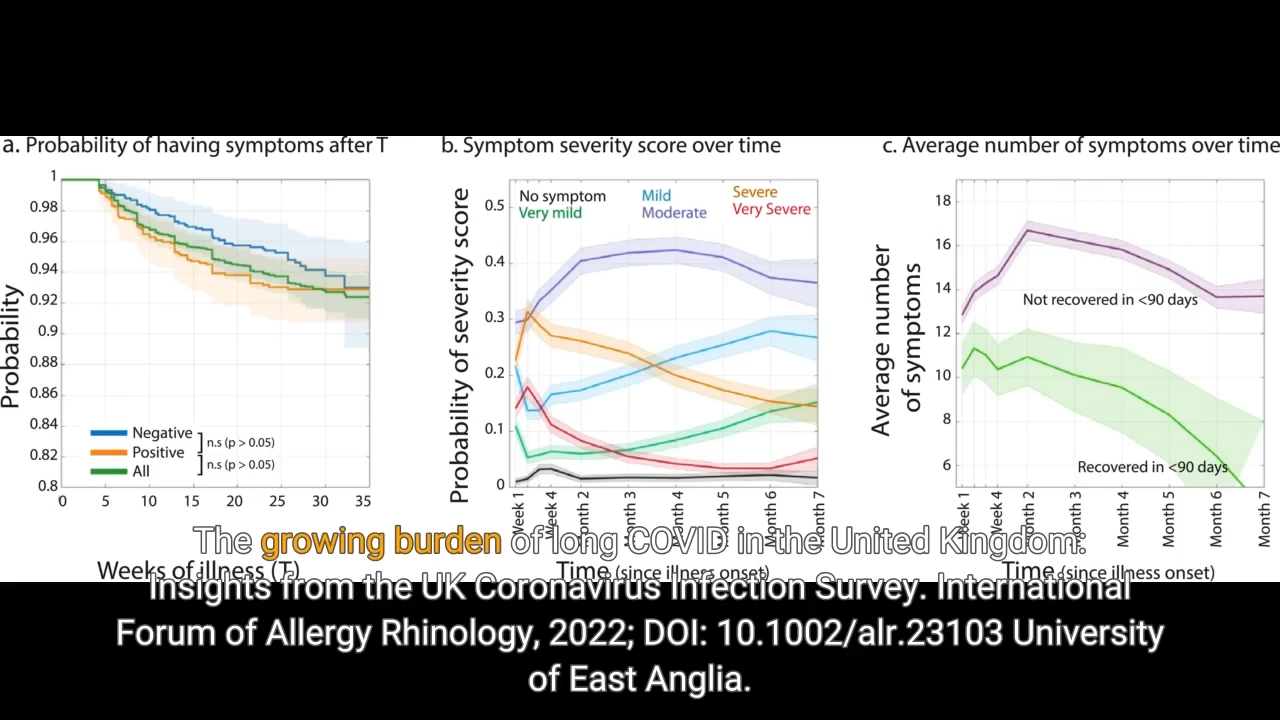 a. Probability of having symptoms after T
b. Symptom severity score over time
c. Average number of symptoms over time
Probability
1
0.98
0.96
0.94
0.92
0.9
0.88
0.86
0.84
0.82
0.8
Negative
Positive
All
n.s (p > 0.05)
n.s (p > 0.05)
0 5 10 15 20 25 30 35
Weeks of illness (T)
Probability of severity score
0.5
0.4
0.3
0.2
0.1
0
No symptom
Very mild
Mild
Moderate
Severe
Very Severe
Week 1
Week 4
Month 2
Month 3
Month 4
Month 5
Month 6
Month 7
Time (since illness onset)
Average number
of symptoms
18
16
14
12
10
8
6
Not recovered in <90 days
Recovered in <90 days
Week 1
Week 4
Month 2
Month 3
Month 4
Month 5
Month 6
Month 7
Time (since illness onset)
The growing burden of long COVID in the United Kingdom:
Insights from the UK Coronavirus Infection Survey. International
Forum of Allergy Rhinology, 2022; DOI: 10.1002/alr.23103 University
of East Anglia.